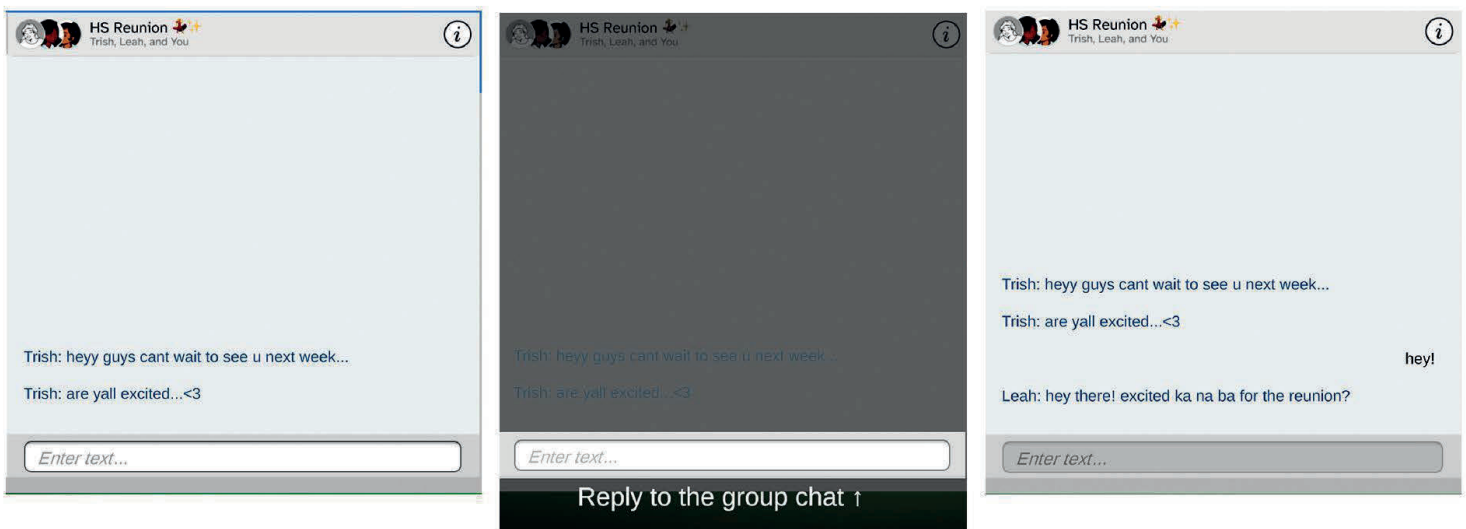 HS Reunion 💃✨
Trish, Leah, and You
i
Trish: heyy guys cant wait to see u next week...
Trish: are yall excited...<3
Enter text...
HS Reunion 💃✨
Trish, Leah, and You
i
Trish: heyy guys cant wait to see u next week...
Trish: are yall excited...<3
Enter text...
Reply to the group chat ↑
HS Reunion 💃✨
Trish, Leah, and You
i
Trish: heyy guys cant wait to see u next week...
Trish: are yall excited...<3
hey!
Leah: hey there! excited ka na ba for the reunion?
Enter text...